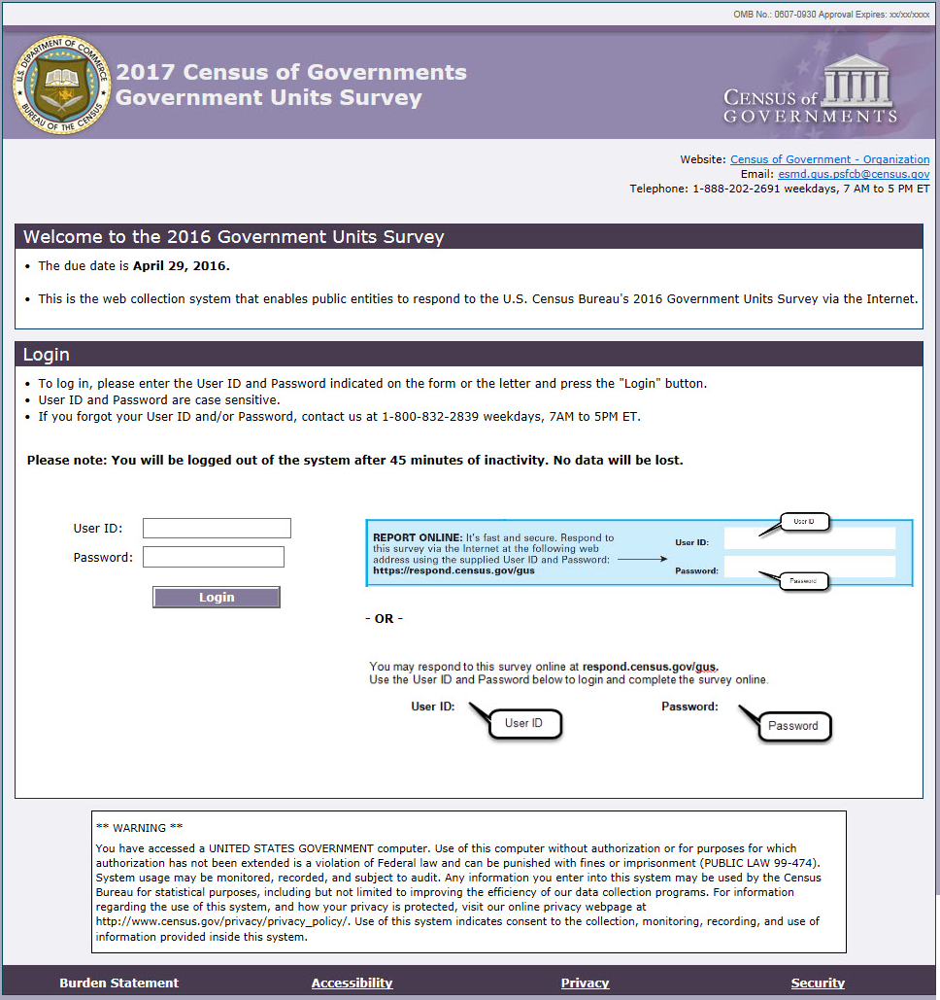 OMB No.: 0607-0930 Approval Expires: xx/xx/xxxx
U.S. DEPARTMENT OF COMMERCE
BUREAU OF THE CENSUS
2017 Census of Governments
Government Units Survey
CENSUS of
GOVERNMENTS
Website: Census of Government - Organization
Email: esmd.gus.psfcb@census.gov
Telephone: 1-888-202-2691 weekdays, 7 AM to 5 PM ET
Welcome to the 2016 Government Units Survey
• The due date is April 29, 2016.
• This is the web collection system that enables public entities to respond to the U.S. Census Bureau's 2016 Government Units Survey via the Internet.
Login
• To log in, please enter the User ID and Password indicated on the form or the letter and press the "Login" button.
• User ID and Password are case sensitive.
• If you forgot your User ID and/or Password, contact us at 1-800-832-2839 weekdays, 7AM to 5PM ET.
Please note: You will be logged out of the system after 45 minutes of inactivity. No data will be lost.
User ID:
Password:
Login
REPORT ONLINE: It's fast and secure. Respond to
this survey via the Internet at the following web
address using the supplied User ID and Password:
https://respond.census.gov/gus
User ID:
User ID
Password:
Password
- OR -
You may respond to this survey online at respond.census.gov/gus.
Use the User ID and Password below to login and complete the survey online.
User ID:
User ID
Password:
Password
** WARNING **
You have accessed a UNITED STATES GOVERNMENT computer. Use of this computer without authorization or for purposes for which
authorization has not been extended is a violation of Federal law and can be punished with fines or imprisonment (PUBLIC LAW 99-474).
System usage may be monitored, recorded, and subject to audit. Any information you enter into this system may be used by the Census
Bureau for statistical purposes, including but not limited to improving the efficiency of our data collection programs. For information
regarding the use of this system, and how your privacy is protected, visit our online privacy webpage at
http://www.census.gov/privacy/privacy_policy/. Use of this system indicates consent to the collection, monitoring, recording, and use of
information provided inside this system.
Burden Statement
Accessibility
Privacy
Security